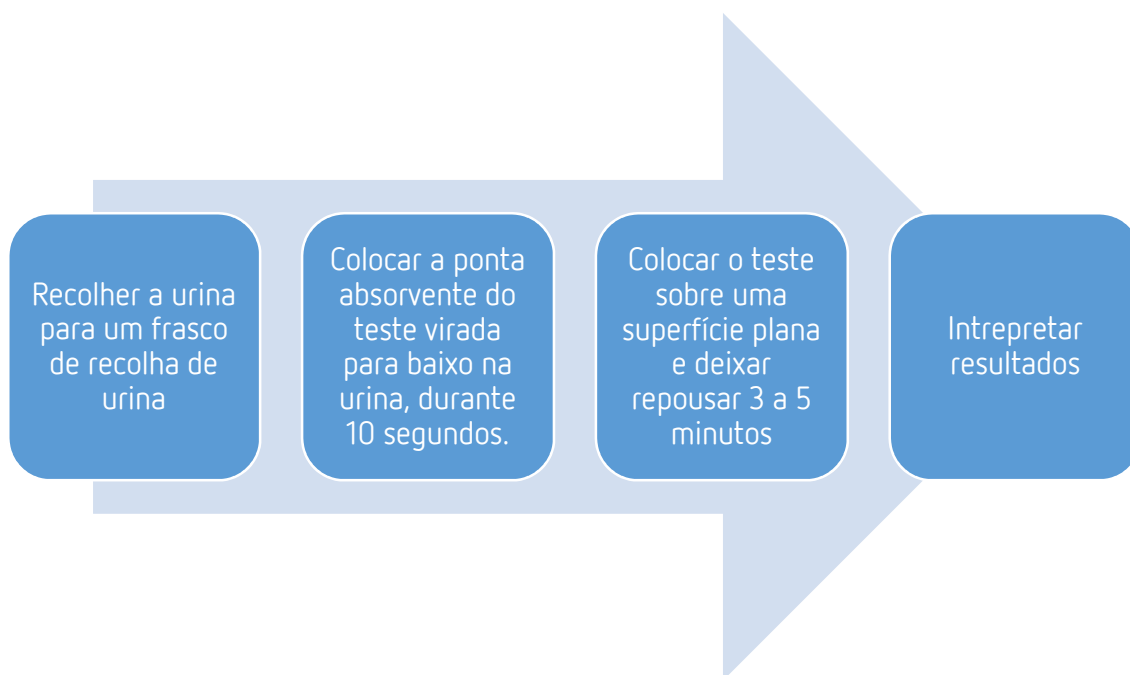 Recolher a urina
para um frasco
de recolha de
urina
Colocar a ponta
absorvente do
teste virada
para baixo na
urina, durante
10 segundos.
Colocar o teste
sobre uma
superfície plana
e deixar
repousar 3 a 5
minutos
Intrepretar
resultados